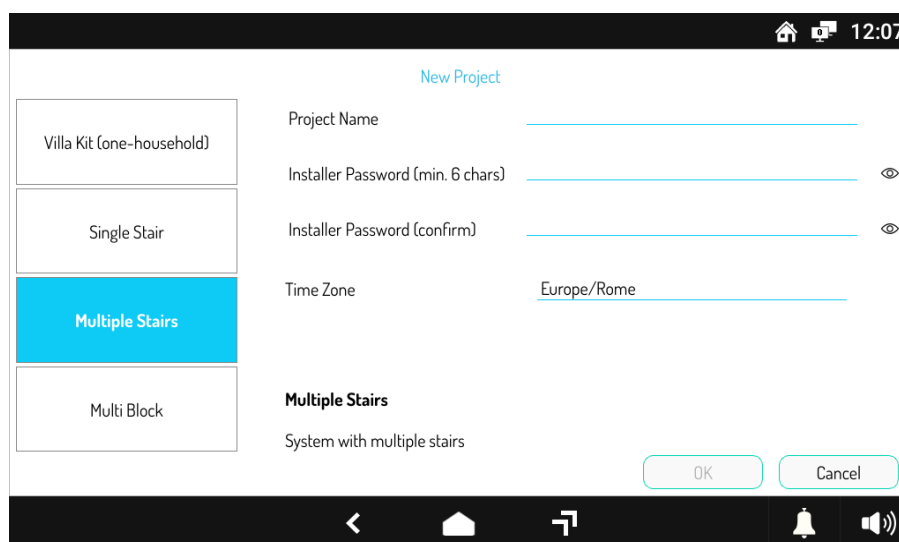 12:07
New Project
Villa Kit (one-household)
Single Stair
Multiple Stairs
Multi Block
Project Name
Installer Password (min. 6 chars)
Installer Password (confirm)
Time Zone
Europe/Rome
Multiple Stairs
System with multiple stairs
OK
Cancel